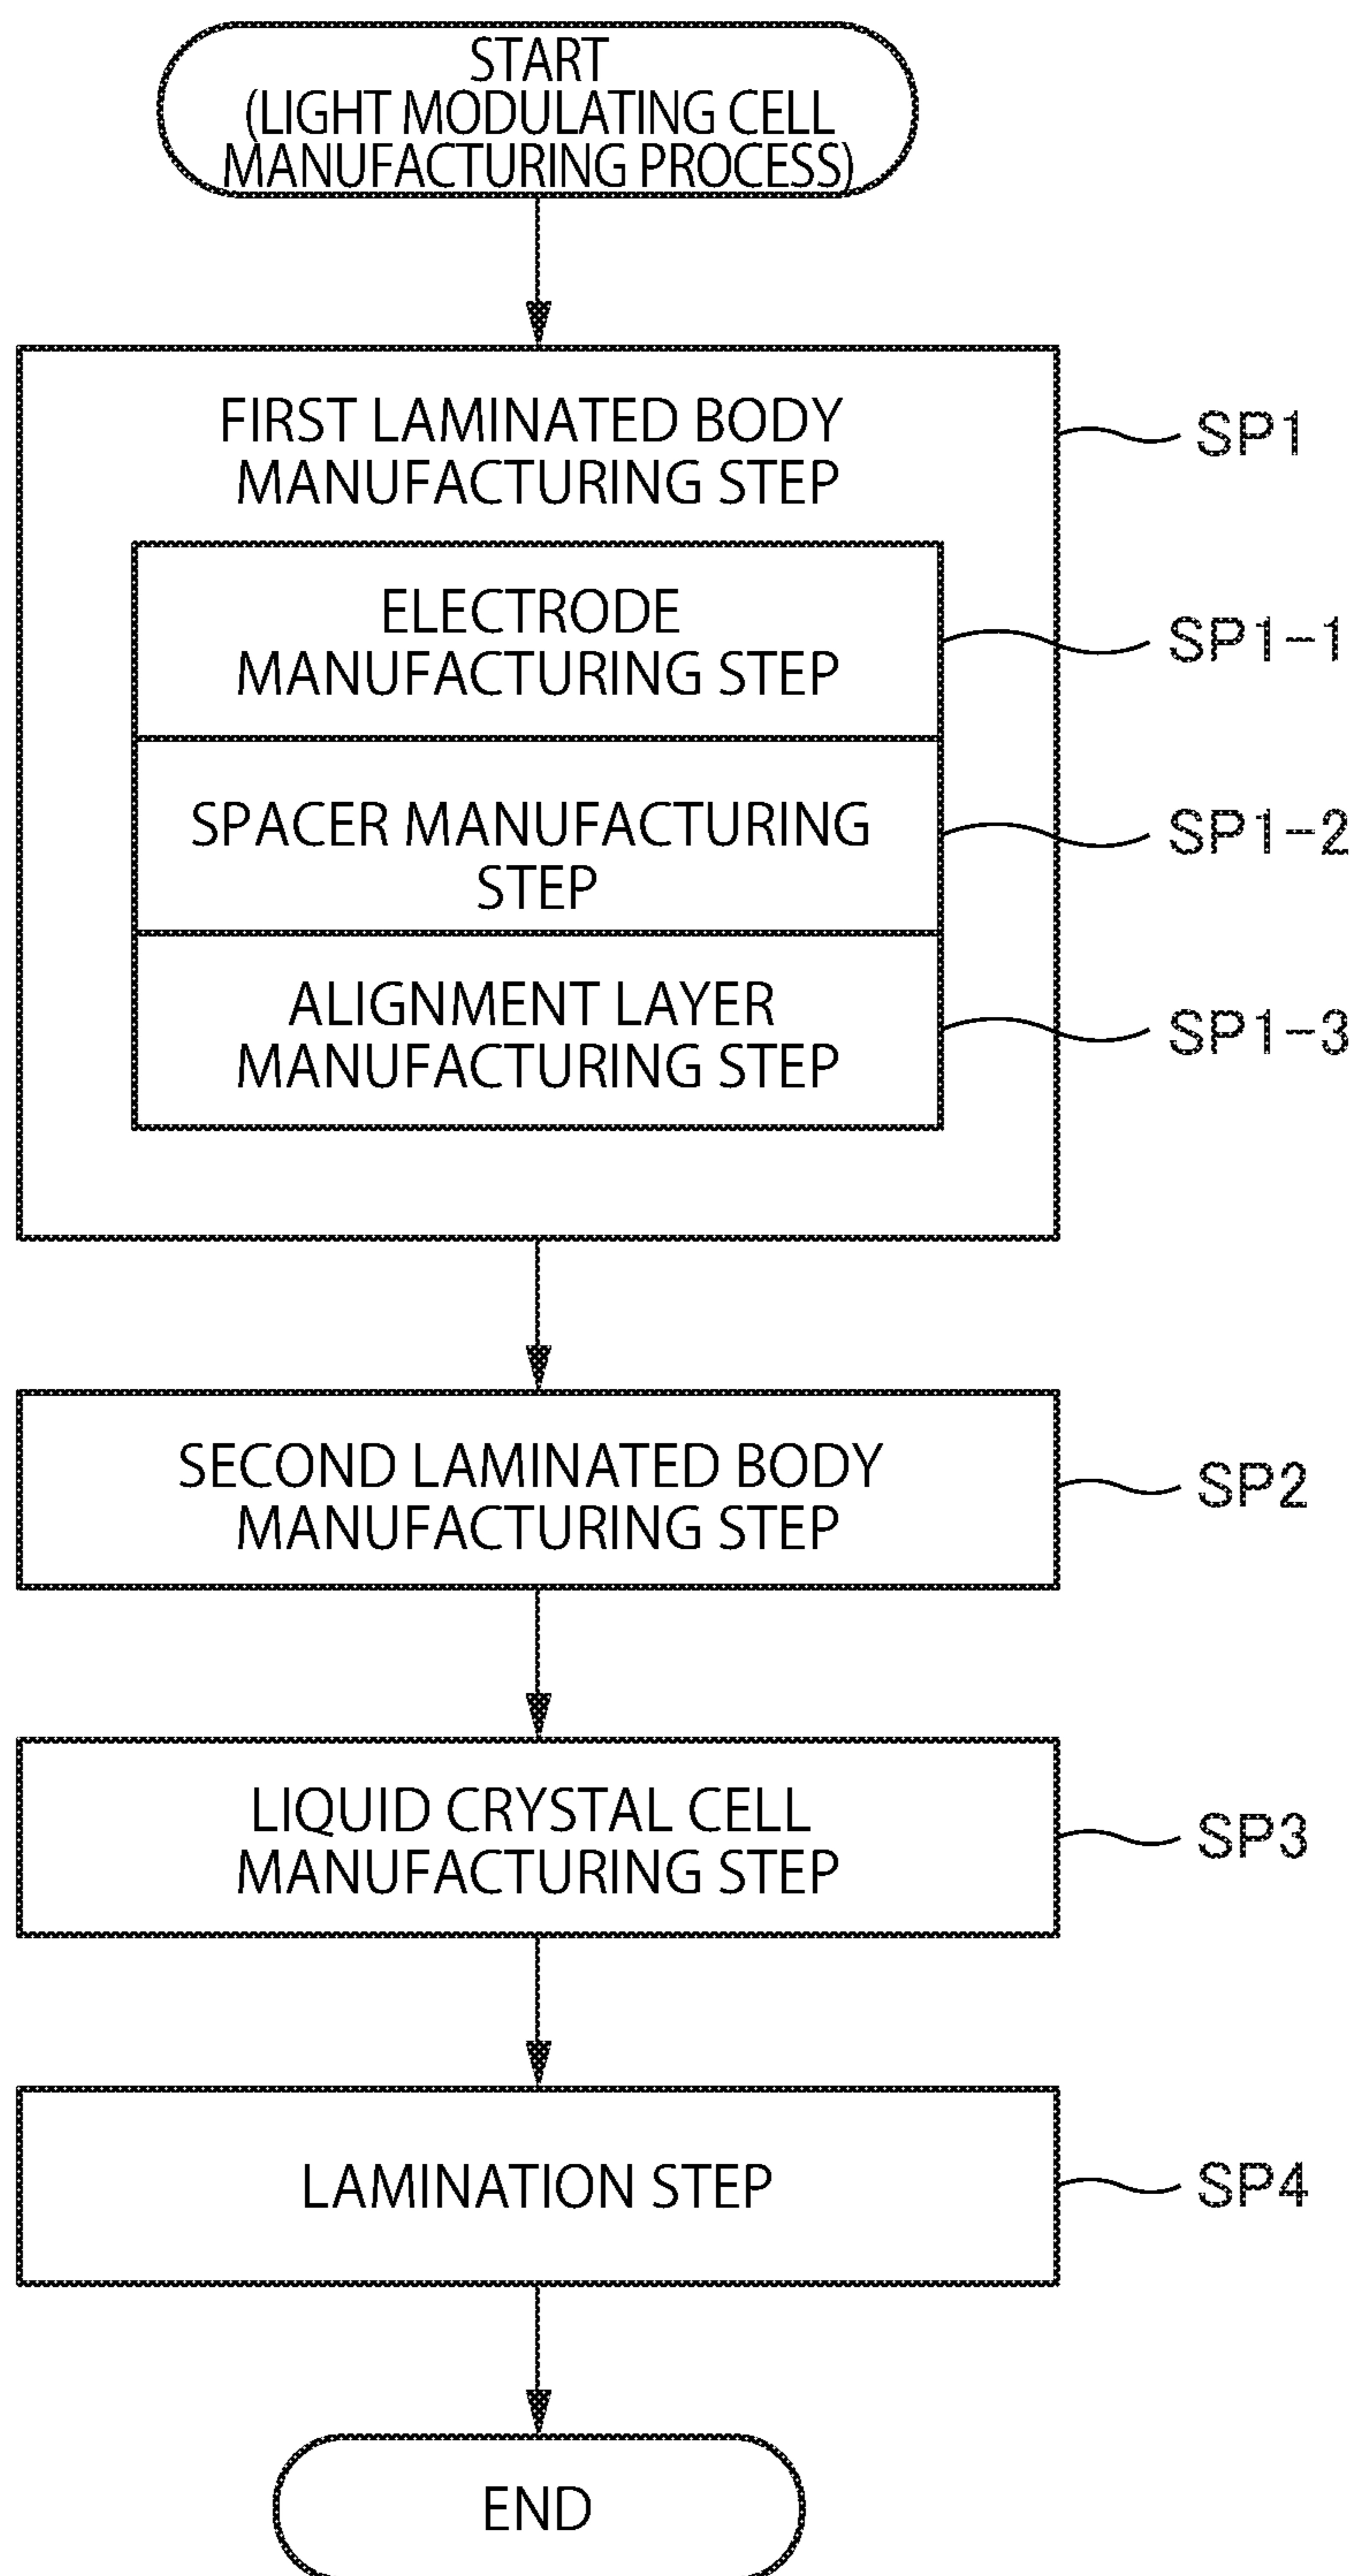 START
(LIGHT MODULATING CELL
MANUFACTURING PROCESS)
FIRST LAMINATED BODY
MANUFACTURING STEP
SP1
ELECTRODE
MANUFACTURING STEP
SP1-1
SPACER MANUFACTURING
STEP
SP1-2
ALIGNMENT LAYER
MANUFACTURING STEP
SP1-3
SECOND LAMINATED BODY
MANUFACTURING STEP
SP2
LIQUID CRYSTAL CELL
MANUFACTURING STEP
SP3
LAMINATION STEP
SP4
END